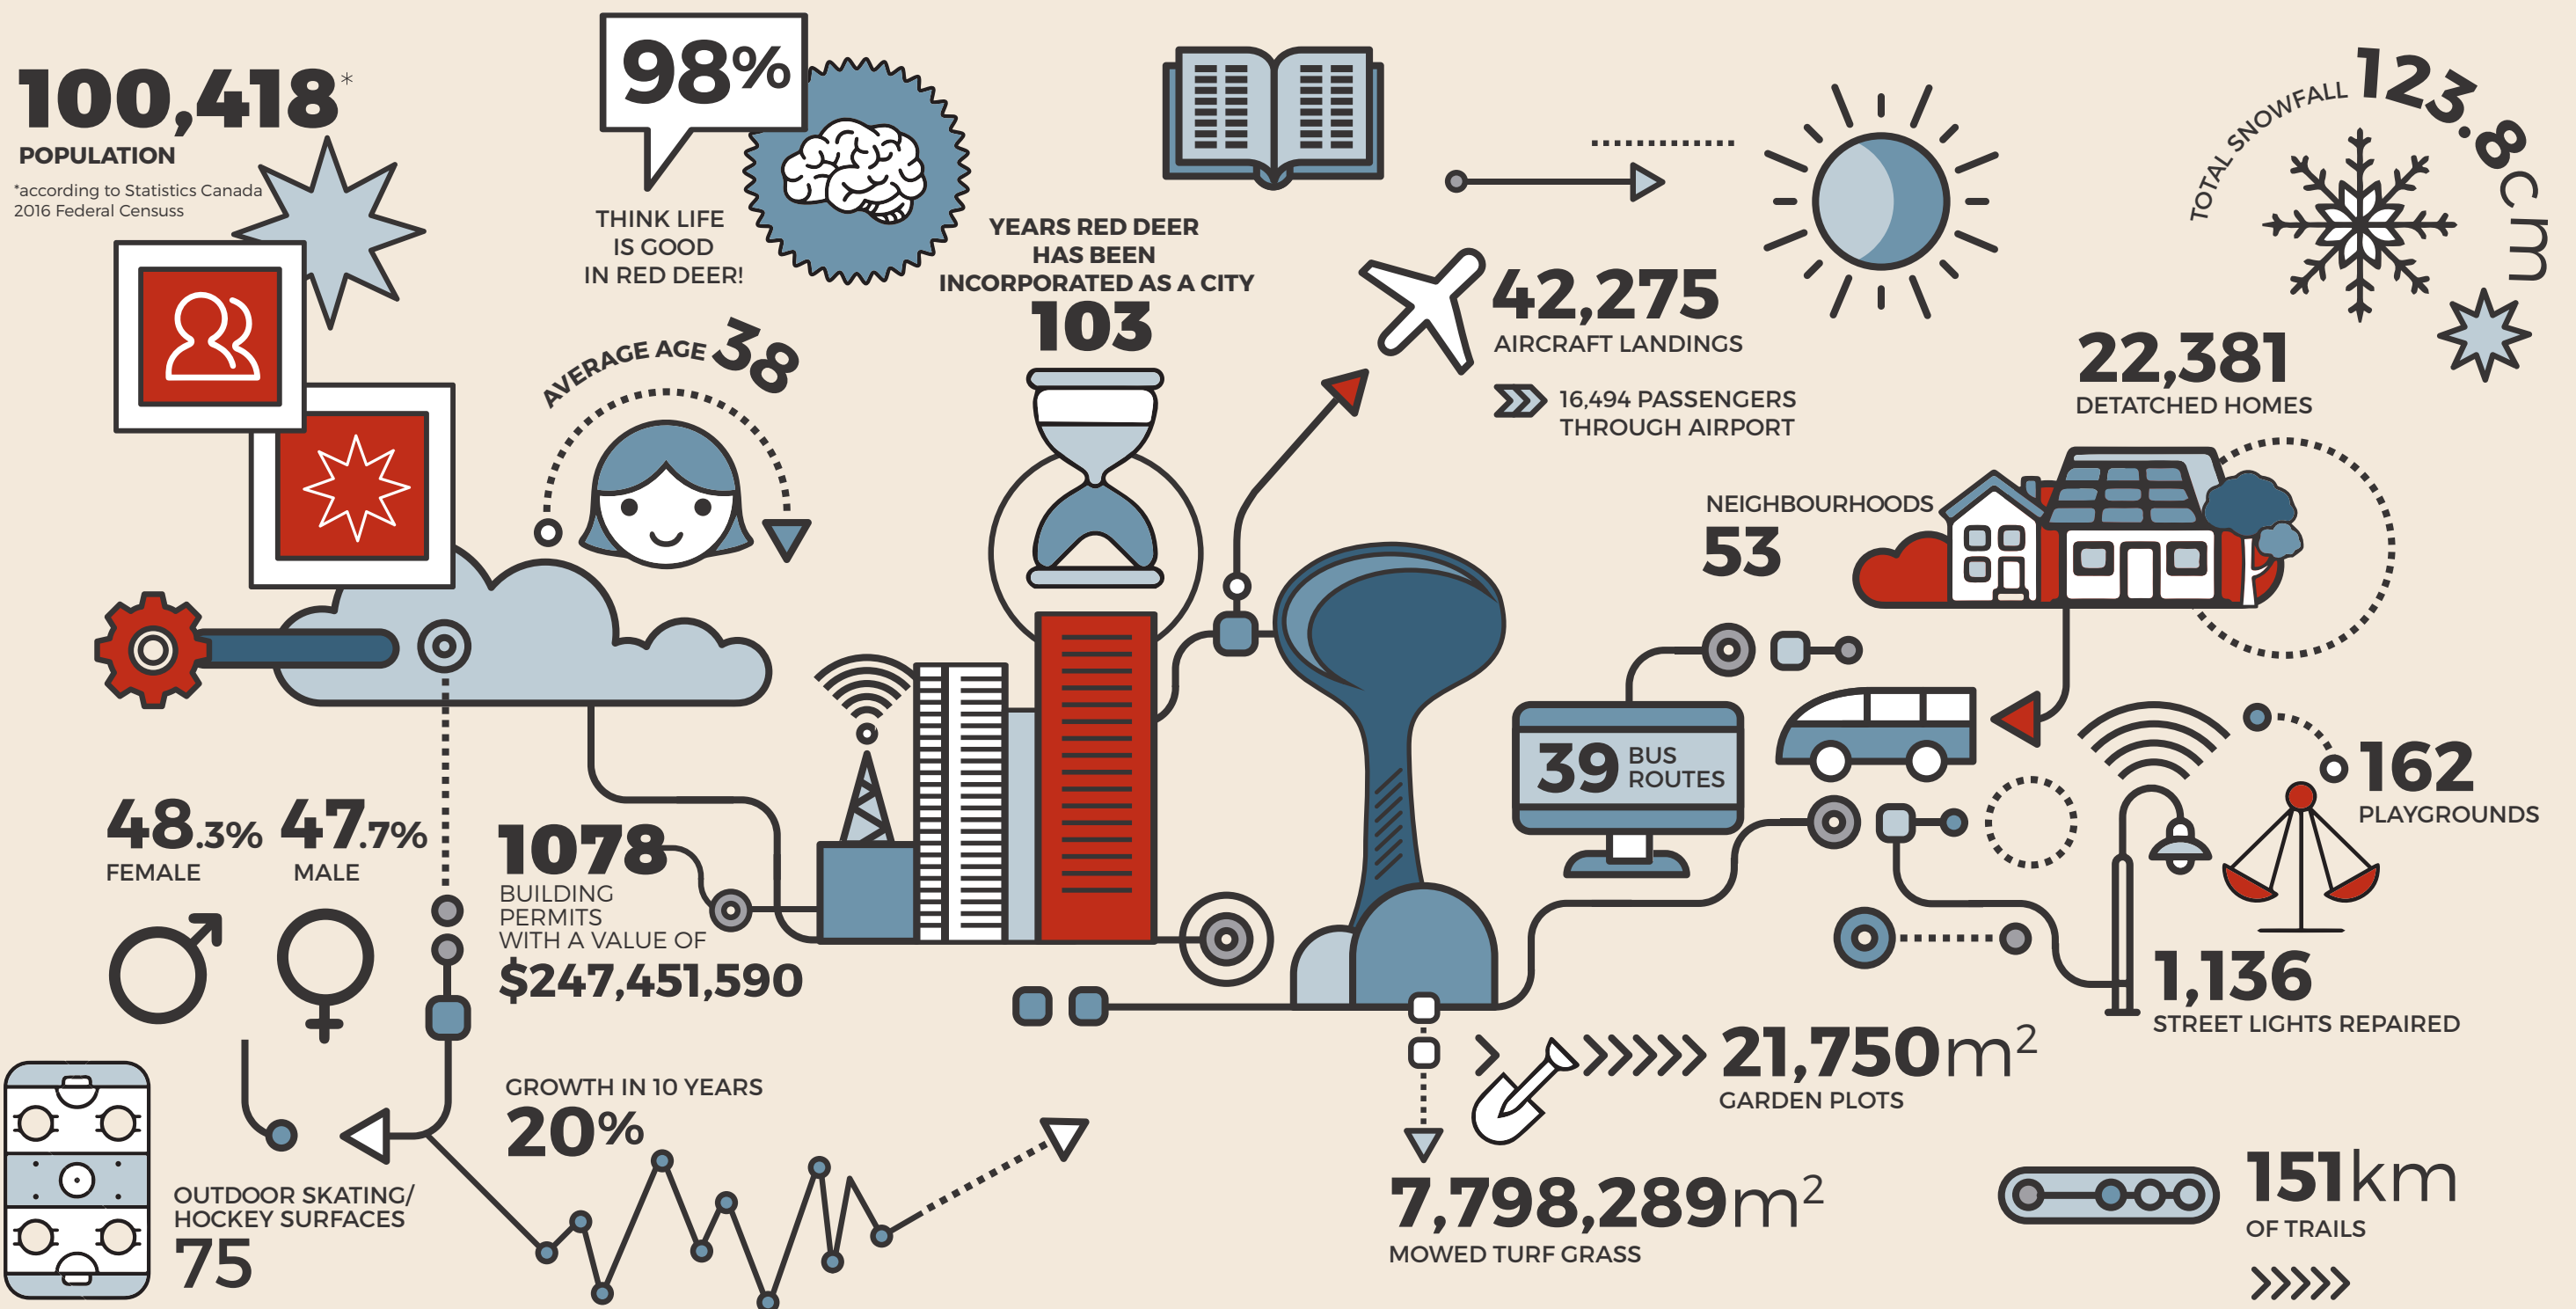 100,418*
POPULATION
*according to Statistics Canada
2016 Federal Censuss
98%
THINK LIFE
IS GOOD
IN RED DEER!
AVERAGE AGE 38
YEARS RED DEER
HAS BEEN
INCORPORATED AS A CITY
103
42,275
AIRCRAFT LANDINGS
16,494 PASSENGERS
THROUGH AIRPORT
TOTAL SNOWFALL 123.8cm
22,381
DETATCHED HOMES
NEIGHBOURHOODS
53
39 BUS
ROUTES
162
PLAYGROUNDS
48.3%
FEMALE
47.7%
MALE
1078
BUILDING
PERMITS
WITH A VALUE OF
$247,451,590
1,136
STREET LIGHTS REPAIRED
21,750m²
GARDEN PLOTS
GROWTH IN 10 YEARS
20%
OUTDOOR SKATING/
HOCKEY SURFACES
75
7,798,289m²
MOWED TURF GRASS
151km
OF TRAILS